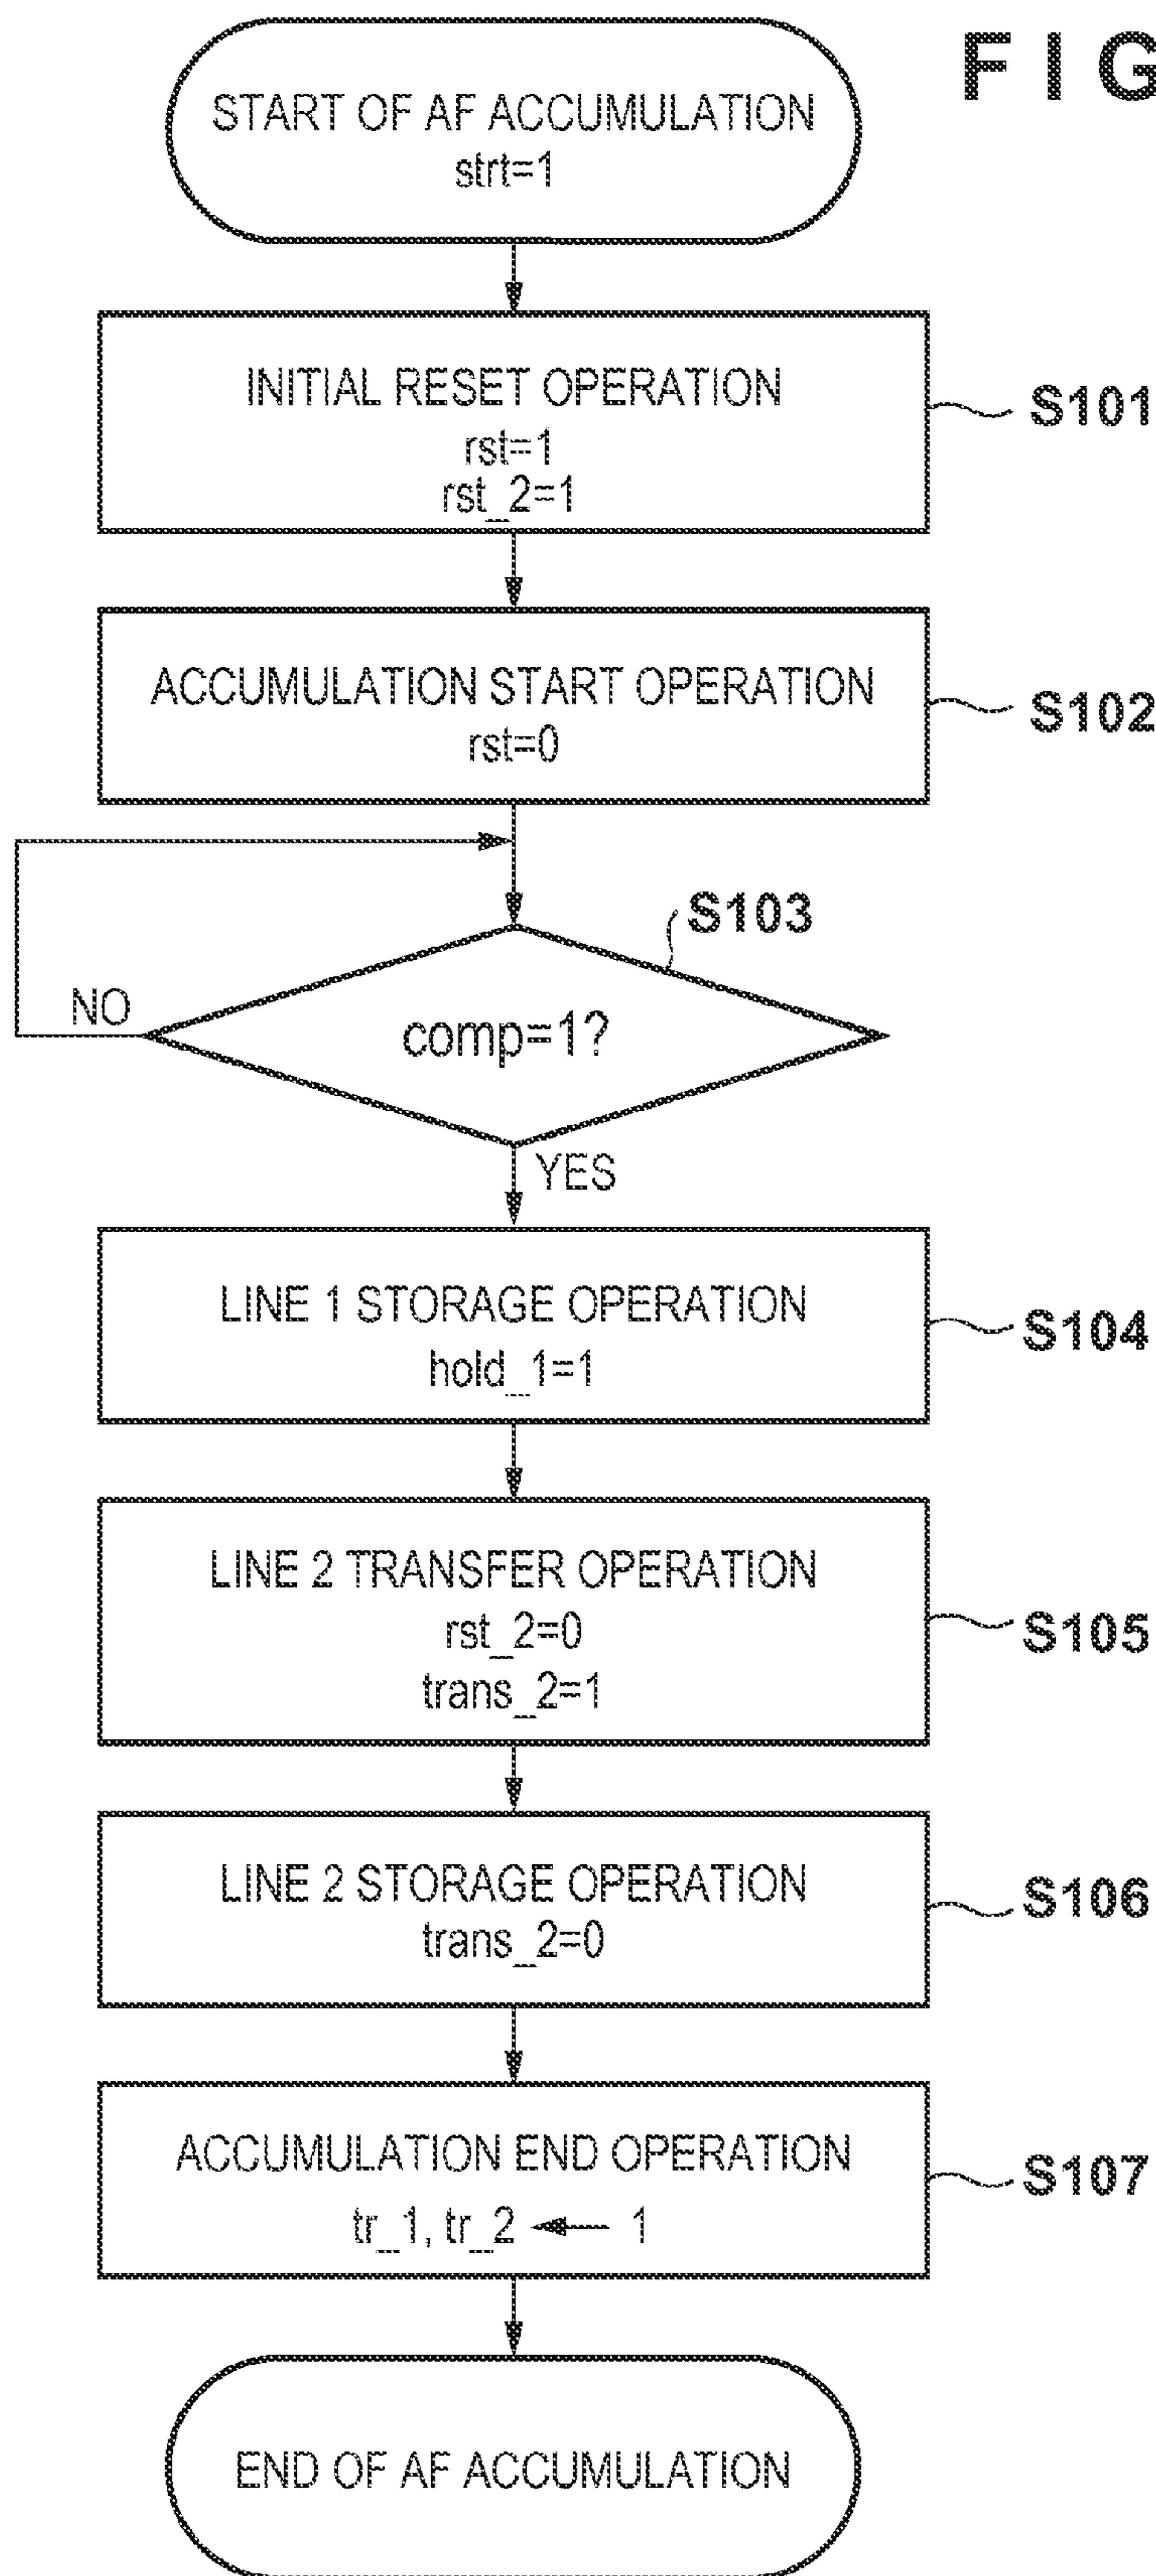 F I G
START OF AF ACCUMULATION
strt=1
INITIAL RESET OPERATION
rst=1
rst_2=1
S101
ACCUMULATION START OPERATION
rst=0
S102
S103
comp=1?
NO
YES
LINE 1 STORAGE OPERATION
hold_1=1
S104
LINE 2 TRANSFER OPERATION
rst_2=0
trans_2=1
S105
LINE 2 STORAGE OPERATION
trans_2=0
S106
ACCUMULATION END OPERATION
tr_1, tr_2 ← 1
S107
END OF AF ACCUMULATION